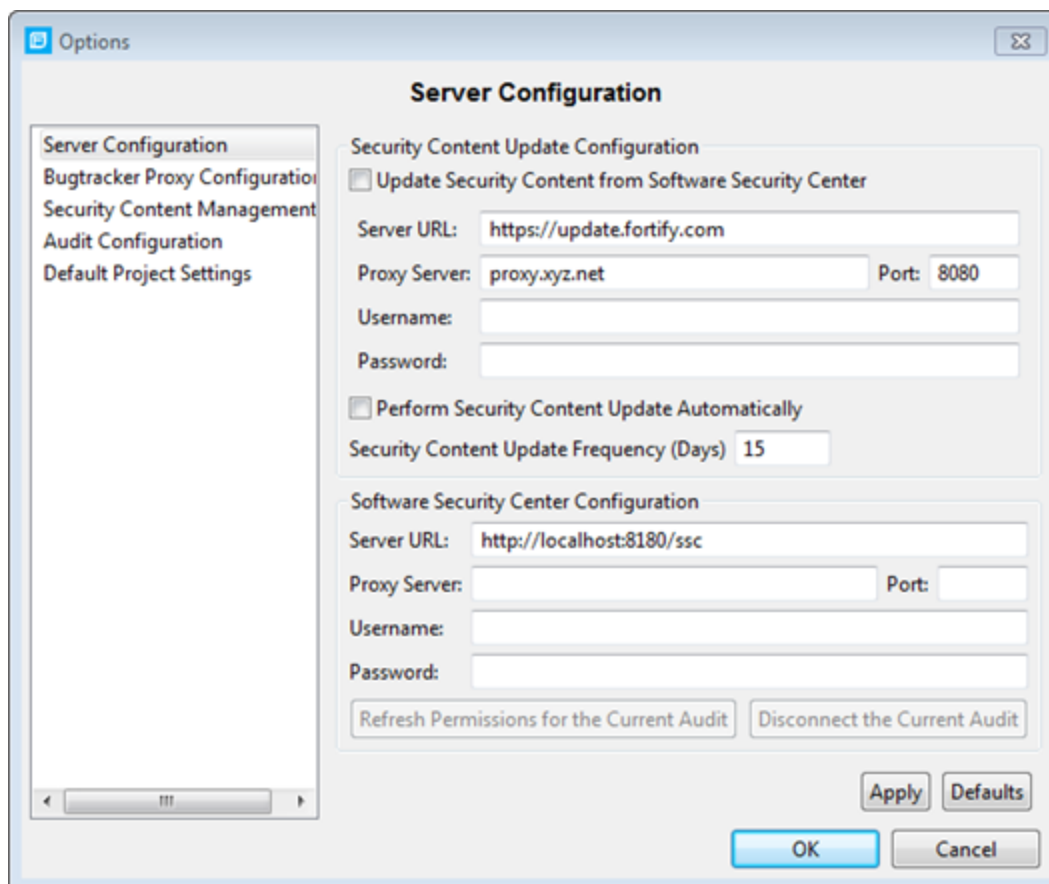 Options
Server Configuration
Server Configuration
Bugtracker Proxy Configuration
Security Content Management
Audit Configuration
Default Project Settings
Security Content Update Configuration
Update Security Content from Software Security Center
Server URL: https://update.fortify.com
Proxy Server: proxy.xyz.net Port: 8080
Username:
Password:
Perform Security Content Update Automatically
Security Content Update Frequency (Days) 15
Software Security Center Configuration
Server URL: http://localhost:8180/ssc
Proxy Server: Port:
Username:
Password:
Refresh Permissions for the Current Audit Disconnect the Current Audit
Apply Defaults
OK Cancel